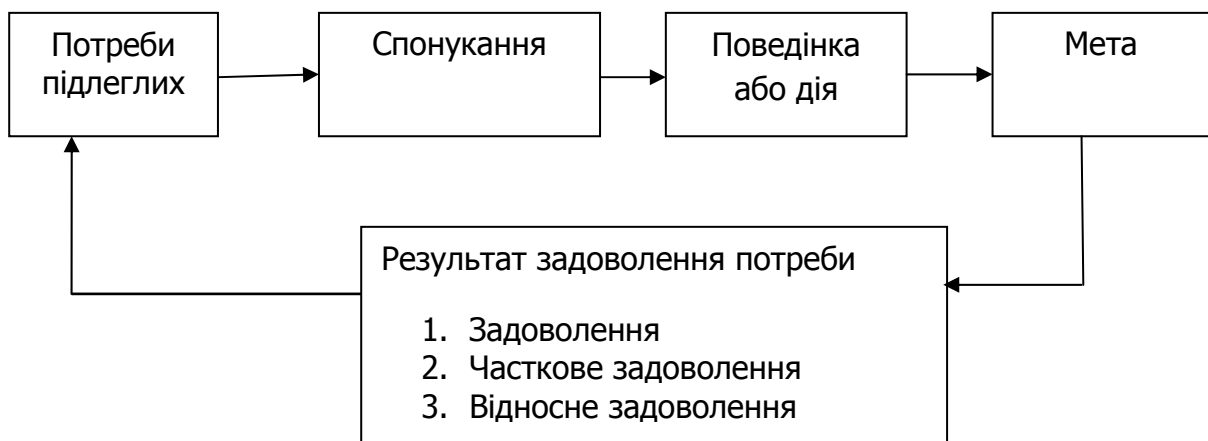 Потреби
підлеглих
Спонукання
Поведінка
або дія
Мета
Результат задоволення потреби
1. Задоволення
2. Часткове задоволення
3. Відносне задоволення